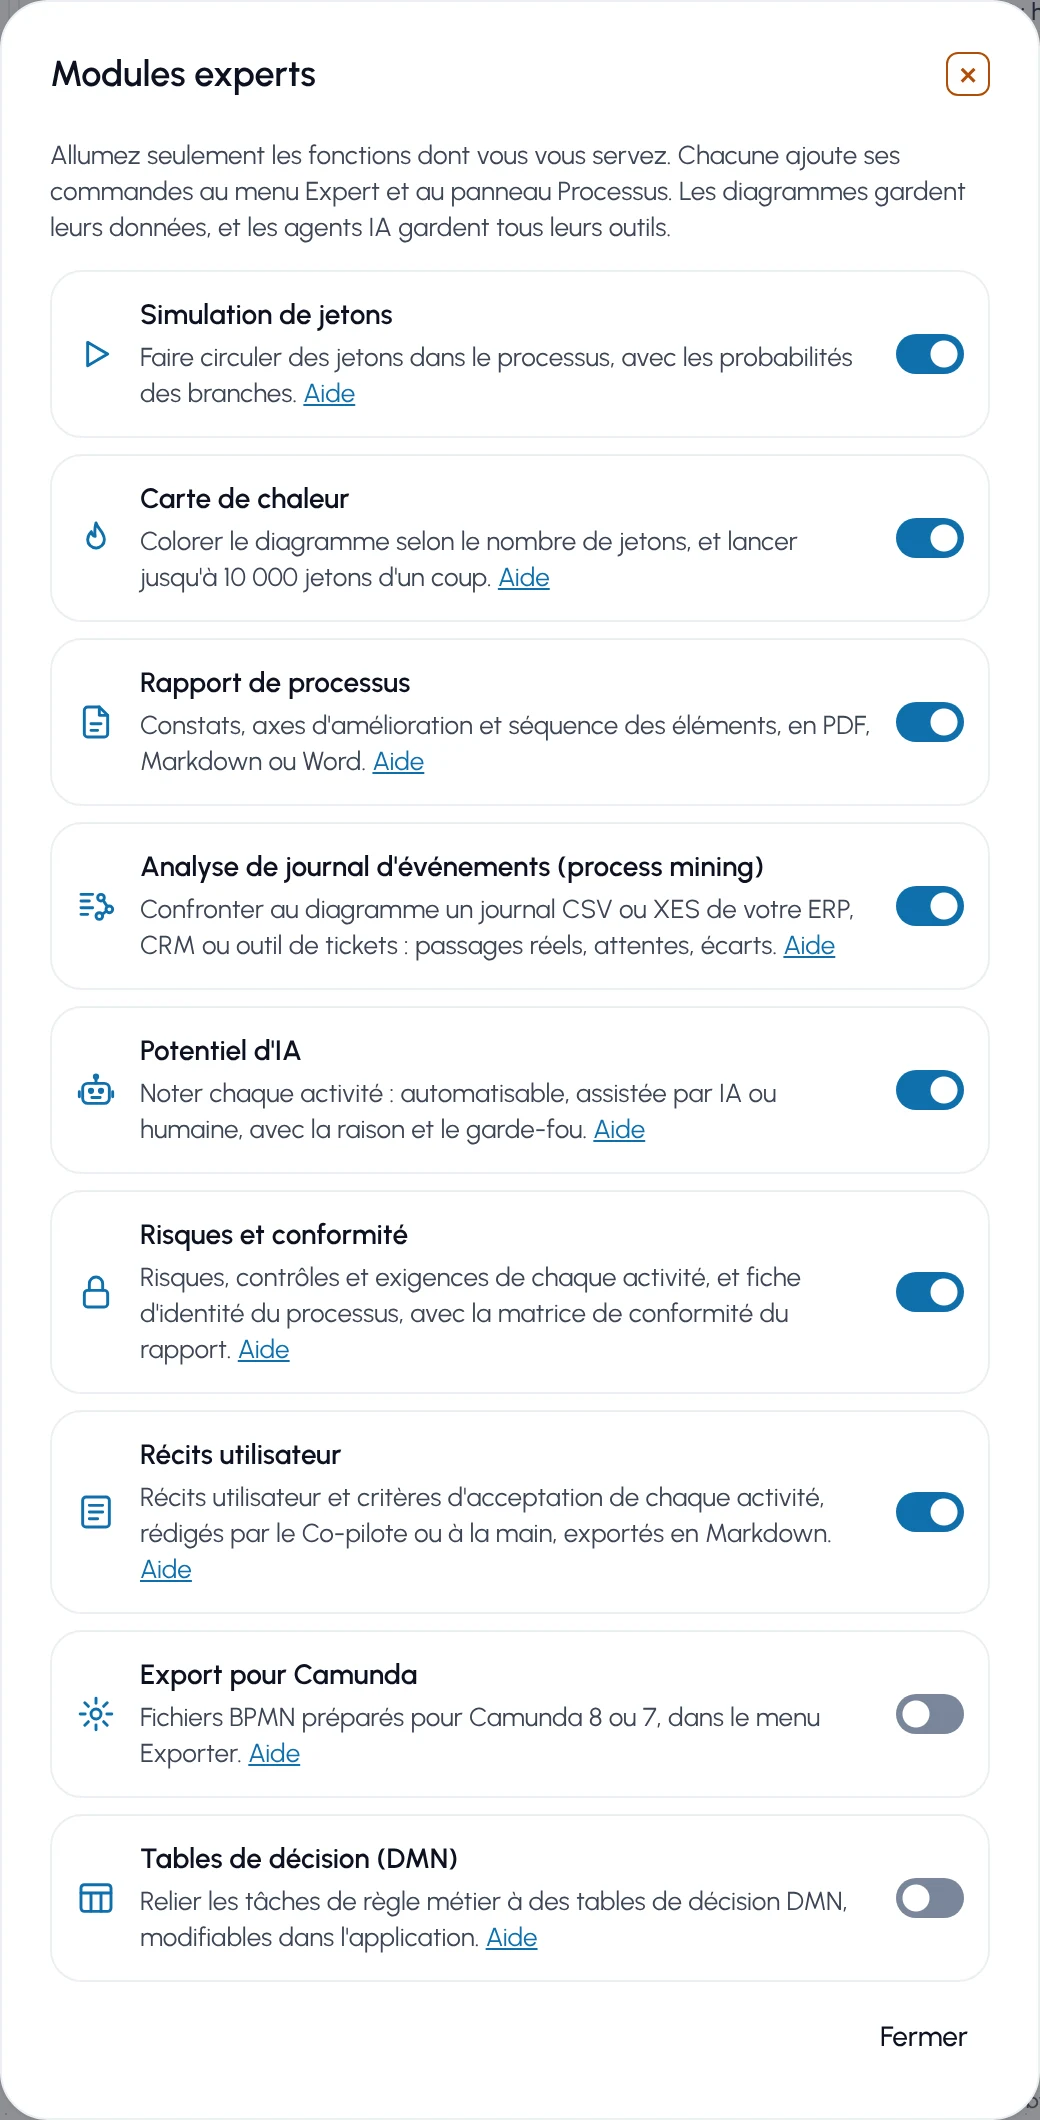 Modules experts
Allumez seulement les fonctions dont vous vous servez. Chacune ajoute ses
commandes au menu Expert et au panneau Processus. Les diagrammes gardent
leurs données, et les agents IA gardent tous leurs outils.
Simulation de jetons
Faire circuler des jetons dans le processus, avec les probabilités
des branches. Aide
Carte de chaleur
Colorer le diagramme selon le nombre de jetons, et lancer
jusqu'à 10 000 jetons d'un coup. Aide
Rapport de processus
Constats, axes d'amélioration et séquence des éléments, en PDF,
Markdown ou Word. Aide
Analyse de journal d'événements (process mining)
Confronter au diagramme un journal CSV ou XES de votre ERP,
CRM ou outil de tickets : passages réels, attentes, écarts. Aide
Potentiel d'IA
Noter chaque activité : automatisable, assistée par IA ou
humaine, avec la raison et le garde-fou. Aide
Risques et conformité
Risques, contrôles et exigences de chaque activité, et fiche
d'identité du processus, avec la matrice de conformité du
rapport. Aide
Récits utilisateur
Récits utilisateur et critères d'acceptation de chaque activité,
rédigés par le Co-pilote ou à la main, exportés en Markdown.
Aide
Export pour Camunda
Fichiers BPMN préparés pour Camunda 8 ou 7, dans le menu
Exporter. Aide
Tables de décision (DMN)
Relier les tâches de règle métier à des tables de décision DMN,
modifiables dans l'application. Aide
Fermer